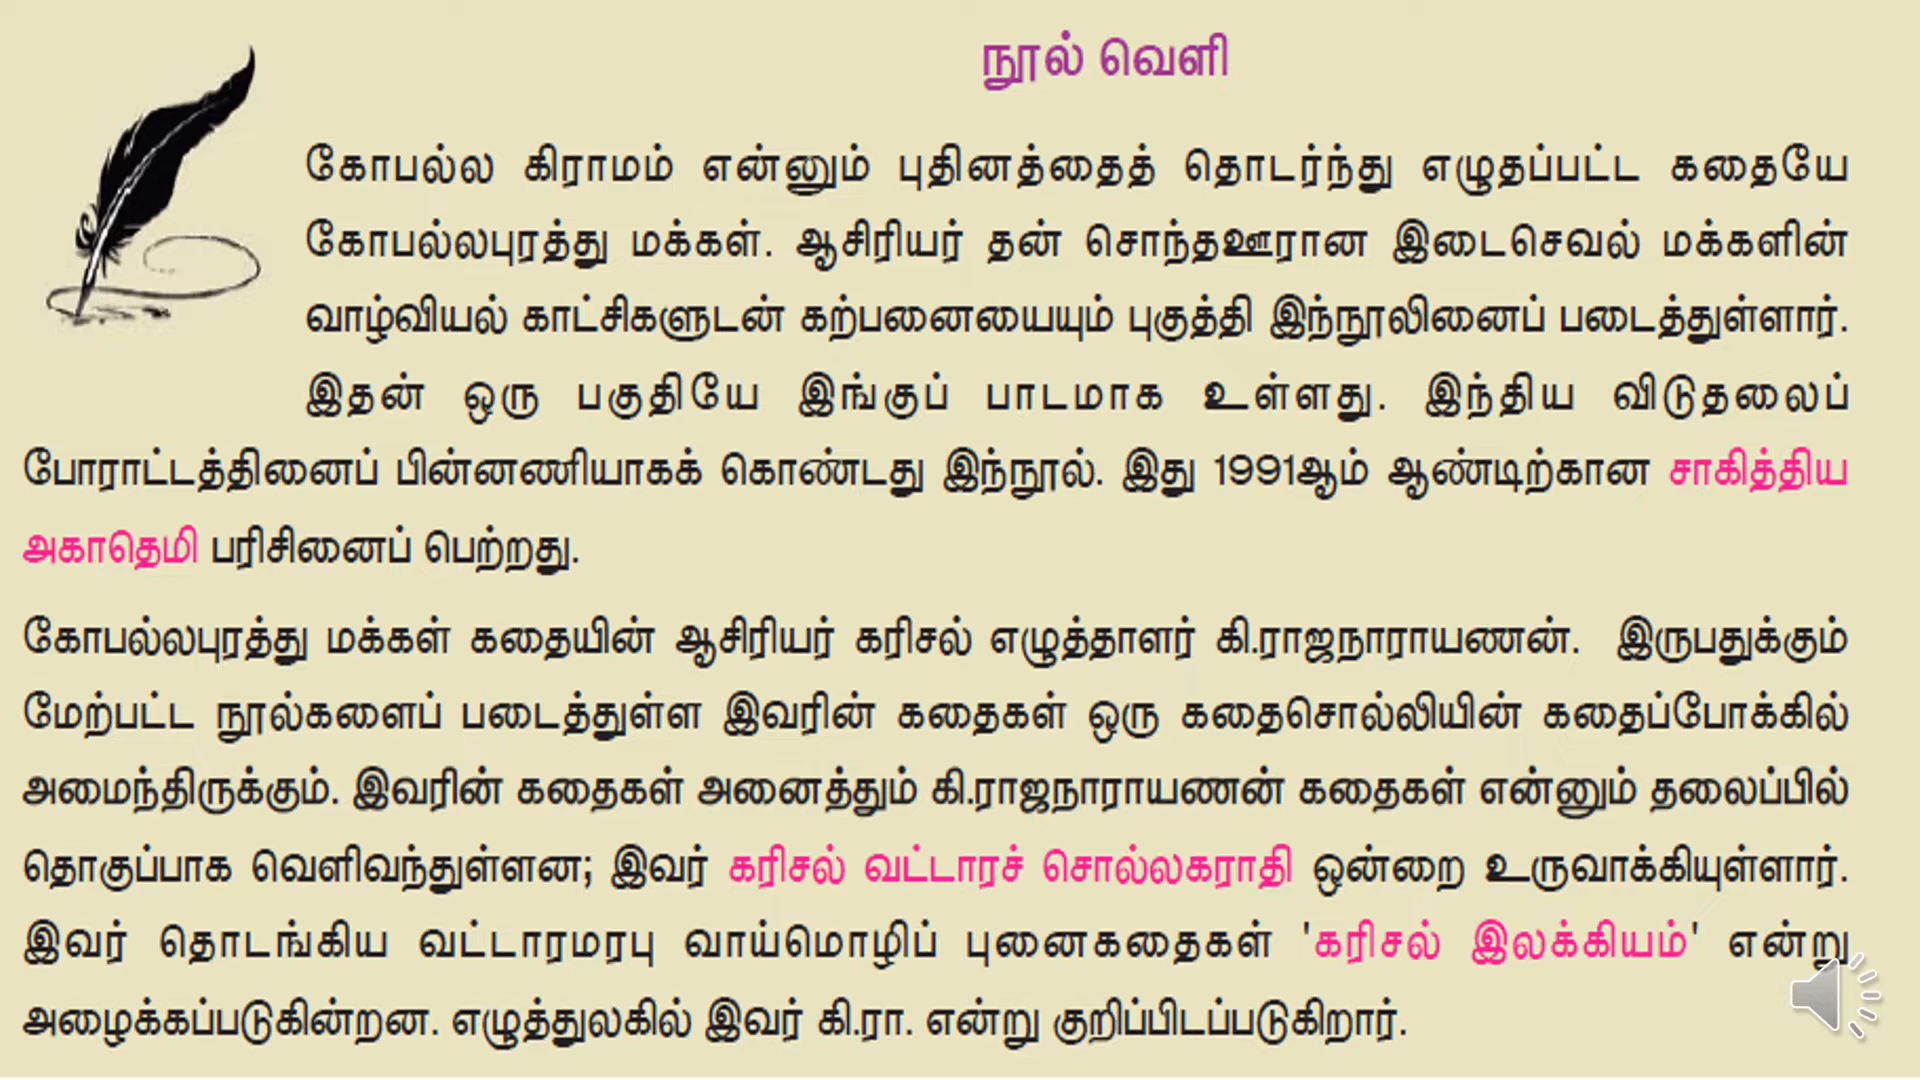 நூல் வெளி
கோபல்ல கிராமம் என்னும் புதினத்தைத் தொடர்ந்து எழுதப்பட்ட கதையே
கோபல்லபுரத்து மக்கள். ஆசிரியர் தன் சொந்தஊரான இடைசெவல் மக்களின்
வாழ்வியல் காட்சிகளுடன் கற்பனையையும் புகுத்தி இந்நூலினைப் படைத்துள்ளார்.
இதன் ஒரு பகுதியே இங்குப் பாடமாக உள்ளது. இந்திய விடுதலைப்
போராட்டத்தினைப் பின்னணியாகக் கொண்டது இந்நூல். இது 1991ஆம் ஆண்டிற்கான சாகித்திய
அகாதெமி பரிசினைப் பெற்றது.
கோபல்லபுரத்து மக்கள் கதையின் ஆசிரியர் கரிசல் எழுத்தாளர் கி.ராஜநாராயணன். இருபதுக்கும்
மேற்பட்ட நூல்களைப் படைத்துள்ள இவரின் கதைகள் ஒரு கதைசொல்லியின் கதைப்போக்கில்
அமைந்திருக்கும். இவரின் கதைகள் அனைத்தும் கி.ராஜநாராயணன் கதைகள் என்னும் தலைப்பில்
தொகுப்பாக வெளிவந்துள்ளன; இவர் கரிசல் வட்டாரச் சொல்லகராதி ஒன்றை உருவாக்கியுள்ளார்.
இவர் தொடங்கிய வட்டாரமரபு வாய்மொழிப் புனைகதைகள் 'கரிசல் இலக்கியம்' என்று
அழைக்கப்படுகின்றன. எழுத்துலகில் இவர் கி.ரா. என்று குறிப்பிடப்படுகிறார்.